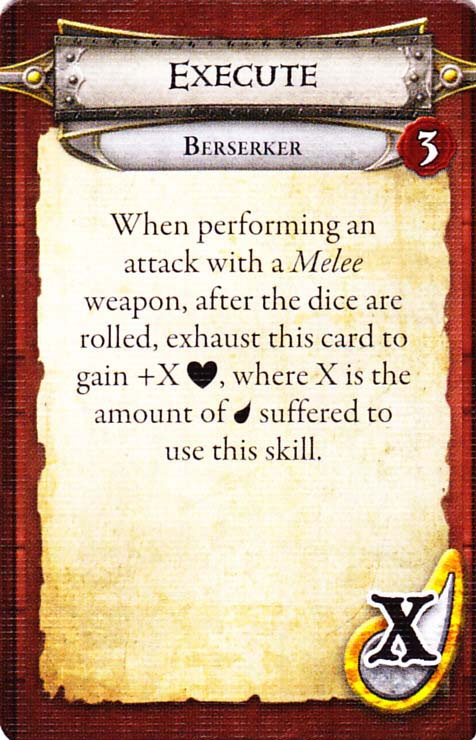 Execute
Berserker
3
When performing an
attack with a Melee
weapon, after the dice are
rolled, exhaust this card to
gain +X ♥, where X is the
amount of suffered to
use this skill.
X